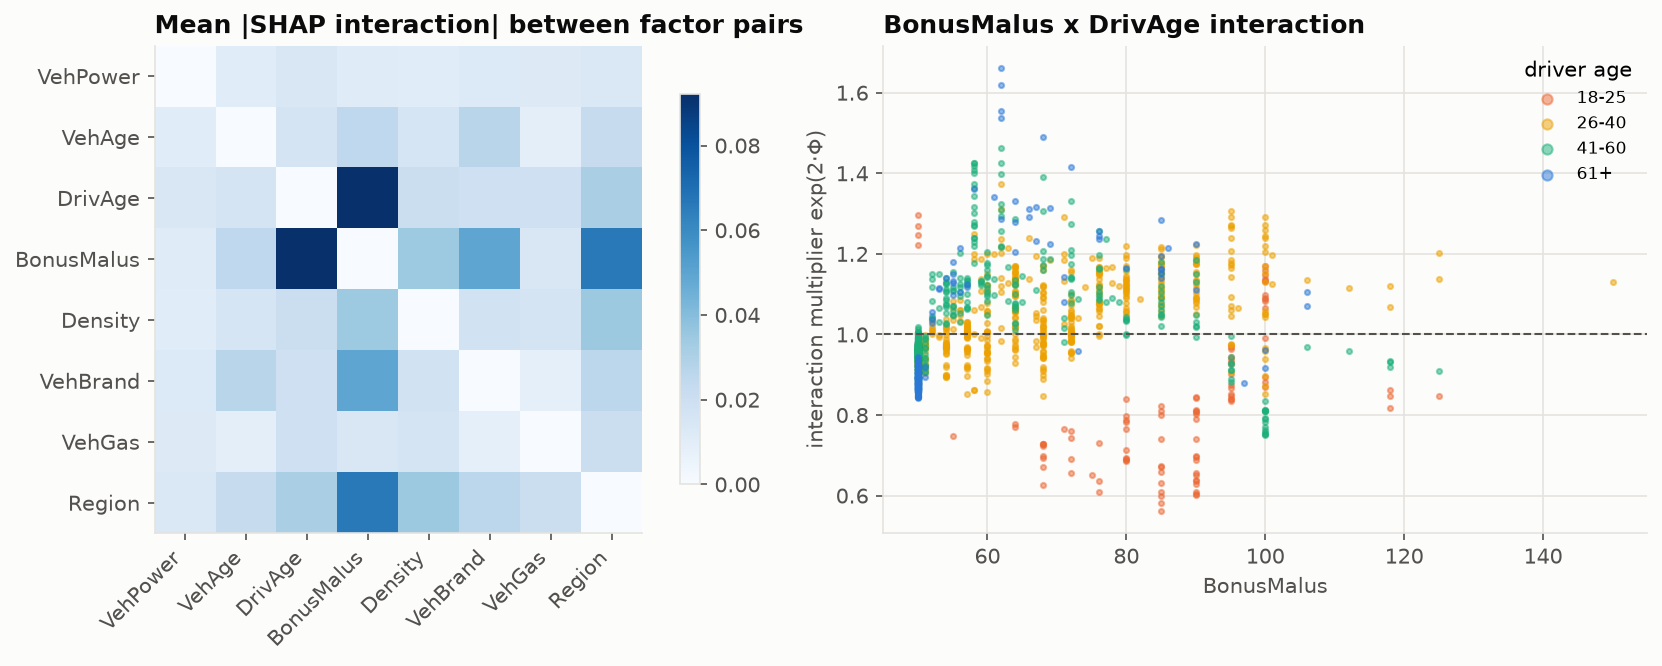 Mean |SHAP interaction| between factor pairs
VehPower
VehAge
DrivAge
BonusMalus
Density
VehBrand
VehGas
Region
VehPower
VehAge
DrivAge
BonusMalus
Density
VehBrand
VehGas
Region
0.08
0.06
0.04
0.02
0.00
BonusMalus x DrivAge interaction
interaction multiplier exp(2·Φ)
1.6
1.4
1.2
1.0
0.8
0.6
driver age
18-25
26-40
41-60
61+
60
80
100
120
140
BonusMalus